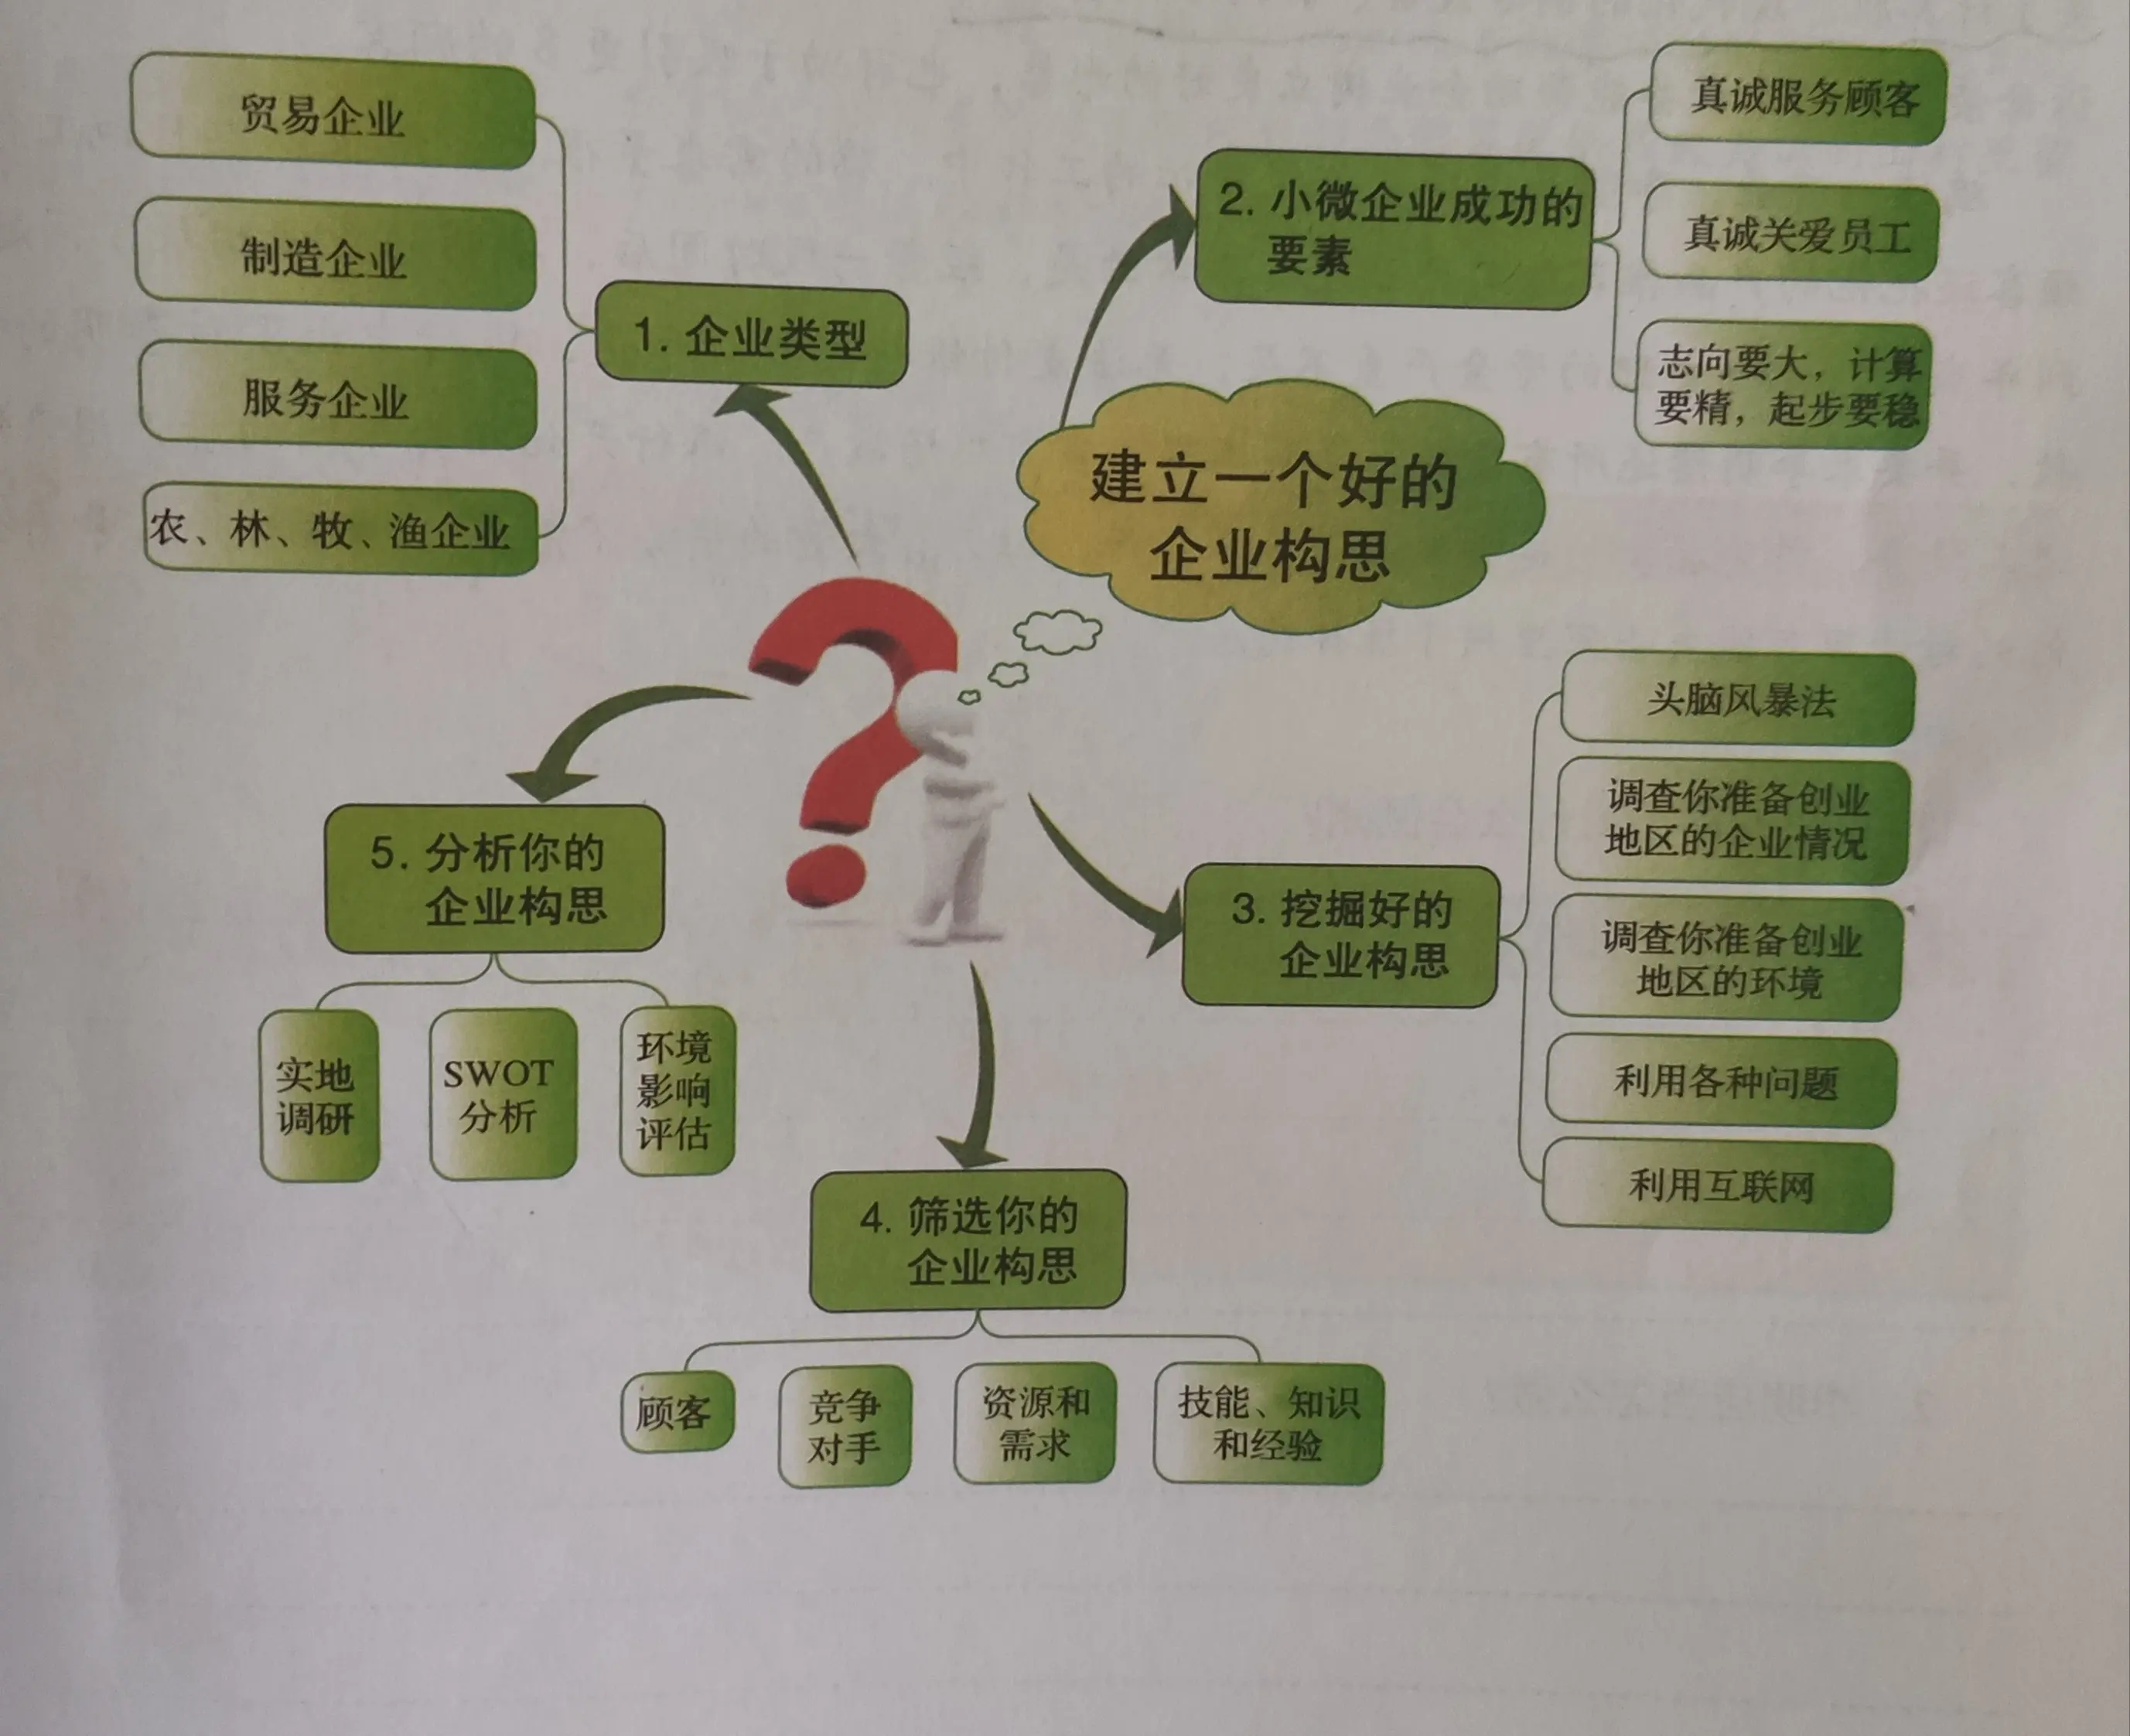 建立一个好的
企业构思
1. 企业类型
贸易企业
制造企业
服务企业
农、林、牧、渔企业
2. 小微企业成功的
要素
真诚服务顾客
真诚关爱员工
志向要大，计算
要精，起步要稳
3. 挖掘好的
企业构思
头脑风暴法
调查你准备创业
地区的企业情况
调查你准备创业
地区的环境
利用各种问题
利用互联网
4. 筛选你的
企业构思
顾客
竞争
对手
资源和
需求
技能、知识
和经验
5. 分析你的
企业构思
实地
调研
SWOT
分析
环境
影响
评估